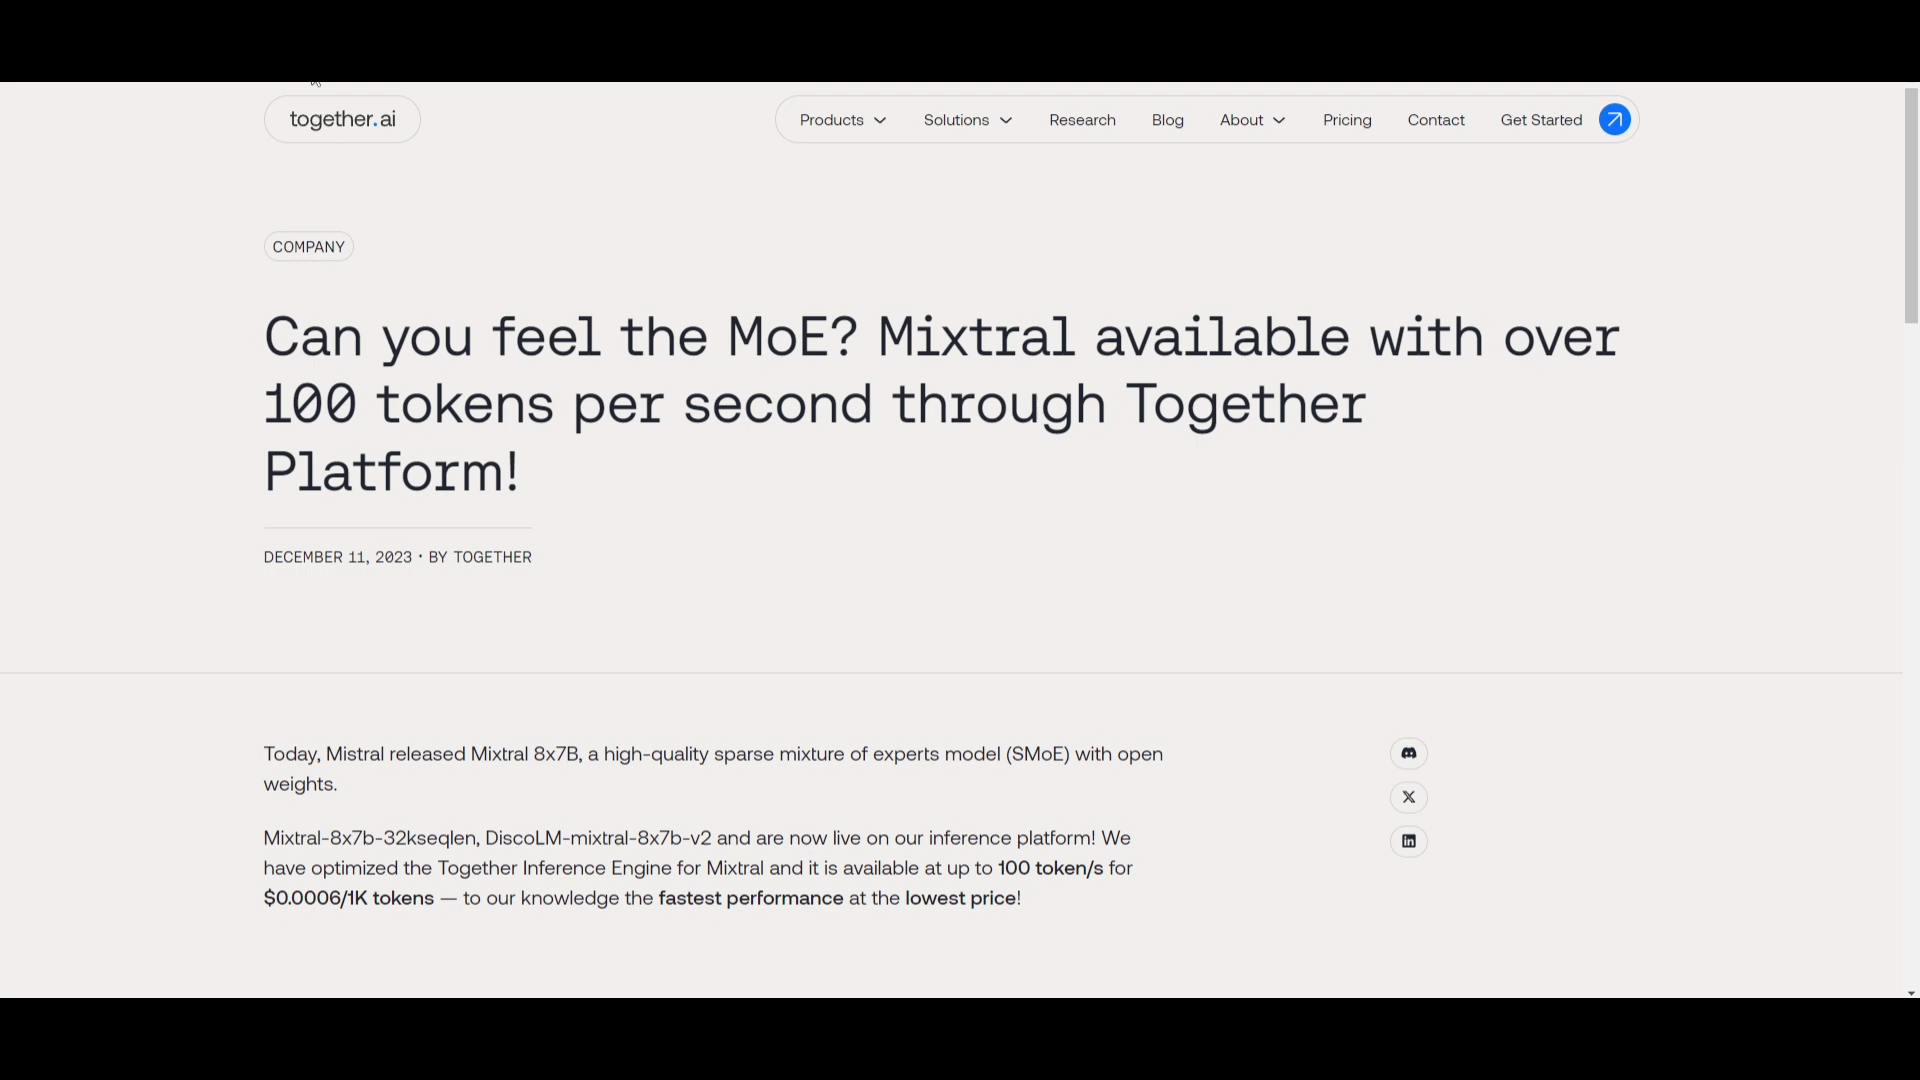 together.ai
Products Solutions Research Blog About Pricing Contact Get Started
COMPANY
Can you feel the MoE? Mixtral available with over
100 tokens per second through Together
Platform!
DECEMBER 11, 2023 · BY TOGETHER
Today, Mistral released Mixtral 8x7B, a high-quality sparse mixture of experts model (SMoE) with open
weights.
Mixtral-8x7b-32kseqlen, DiscoLM-mixtral-8x7b-v2 and are now live on our inference platform! We
have optimized the Together Inference Engine for Mixtral and it is available at up to 100 token/s for
$0.0006/1K tokens — to our knowledge the fastest performance at the lowest price!